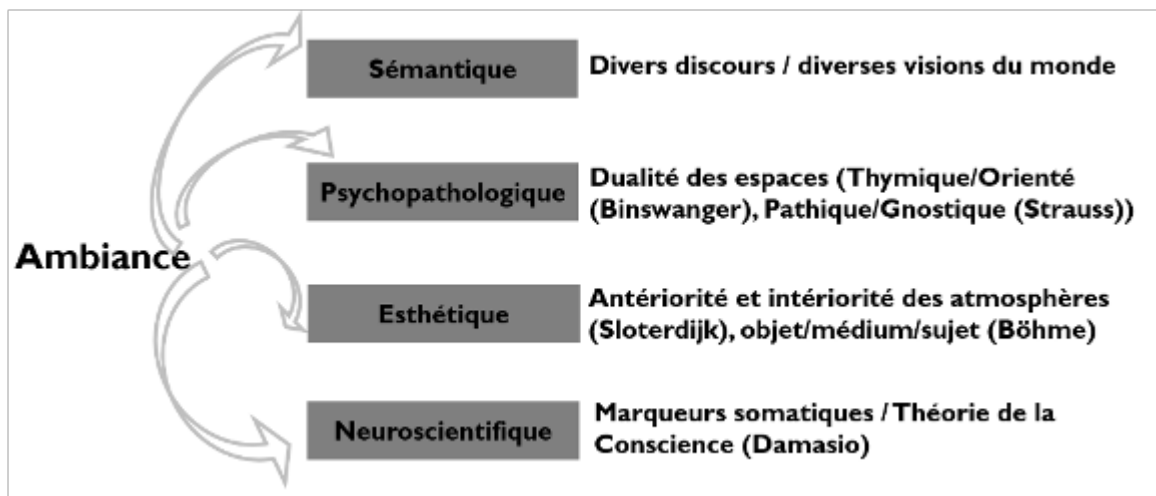 Sémantique
Divers discours / diverses visions du monde
Psychopathologique
Dualité des espaces (Thymique/Orienté
(Binswanger), Pathique/Gnostique (Strauss))
Ambiance
Esthétique
Antériorité et intériorité des atmosphères
(Sloterdijk), objet/médium/sujet (Böhme)
Neuroscientifique
Marqueurs somatiques / Théorie de la
Conscience (Damasio)